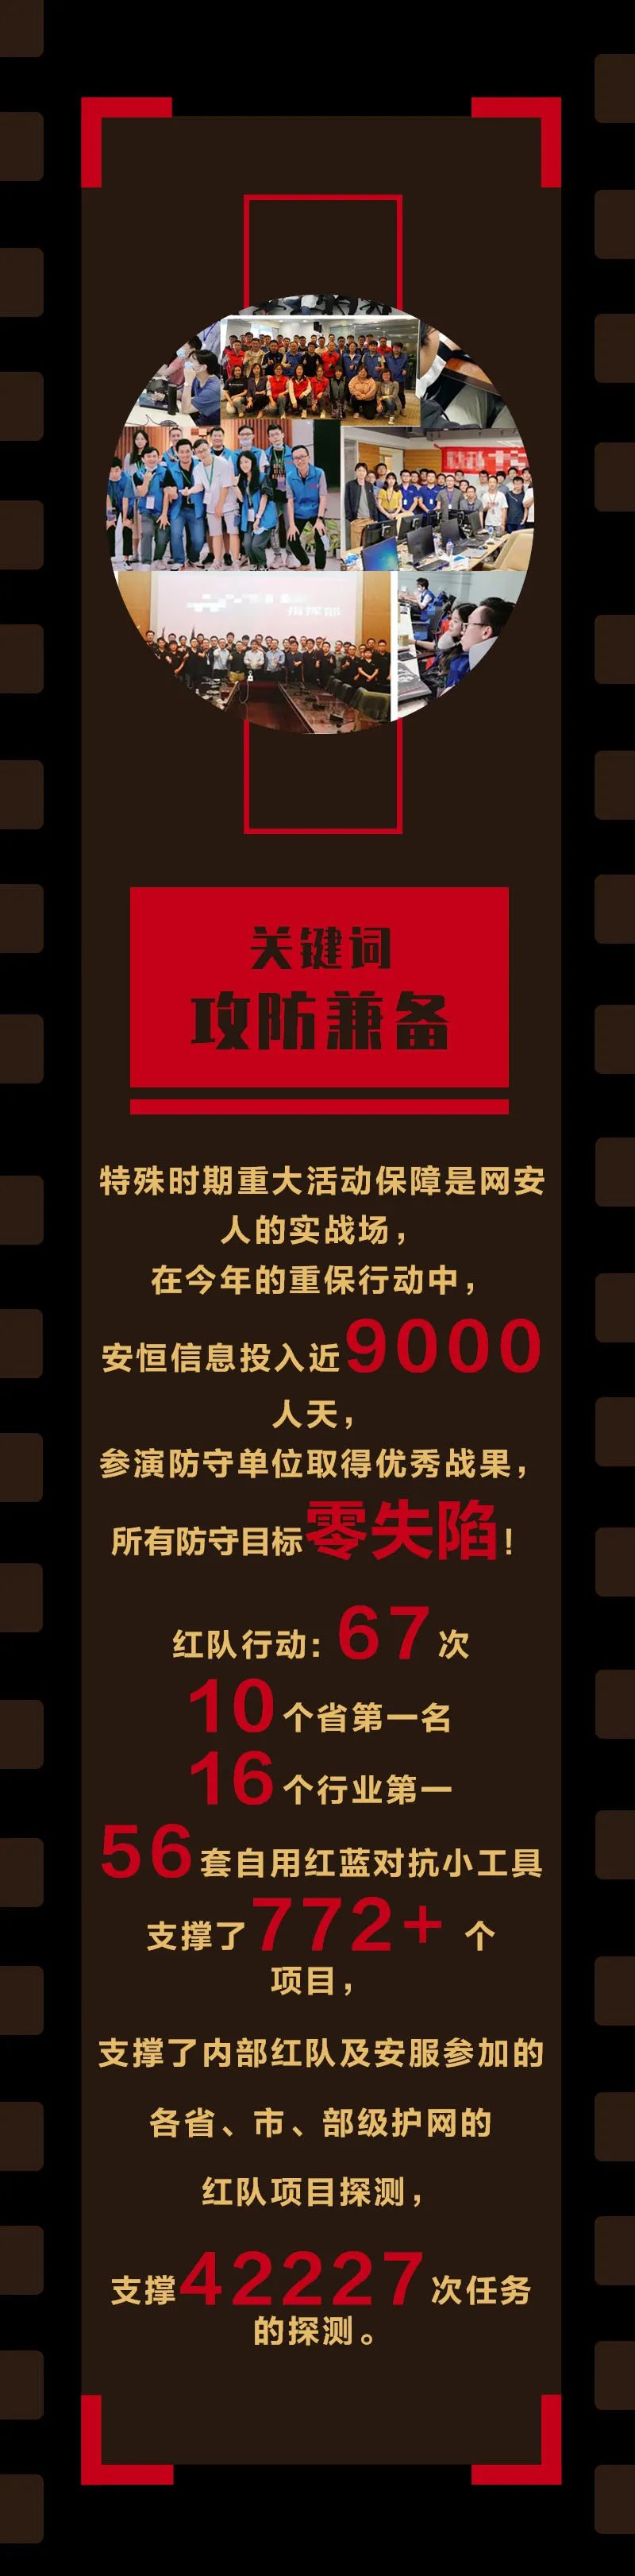 指挥部
关键词
攻防兼备
特殊时期重大活动保障是网安
人的实战场，
在今年的重保行动中，
安恒信息投入近9000
人天，
参演防守单位取得优秀战果，
所有防守目标零失陷！
红队行动：67次
10个省第一名
16个行业第一
56套自用红蓝对抗小工具
支撑了772+ 个
项目，
支撑了内部红队及安服参加的
各省、市、部级护网的
红队项目探测，
支撑42227次任务
的探测。